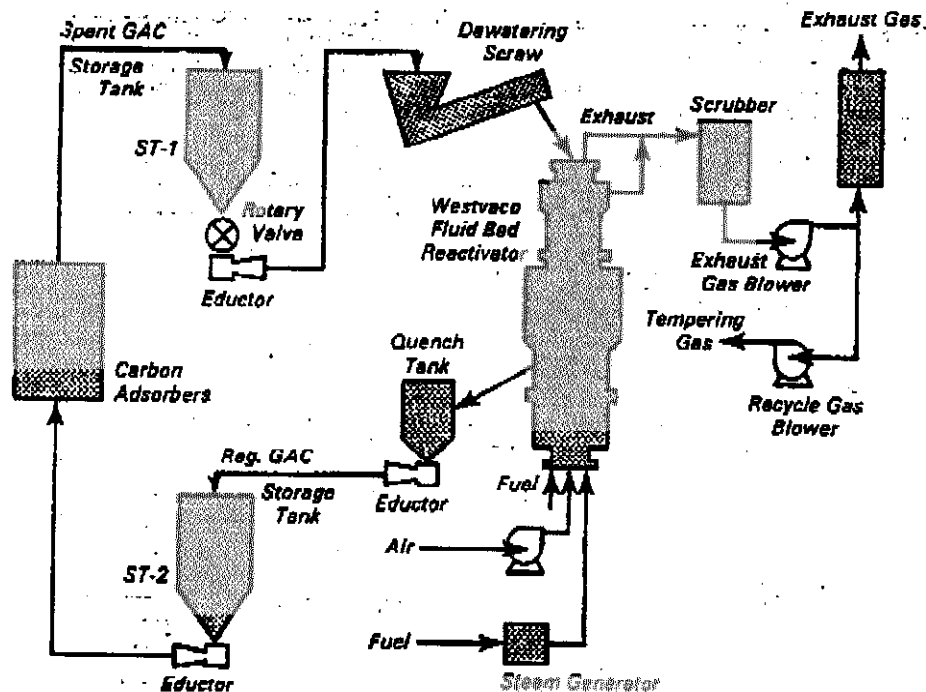 Spent GAC
Storage
Tank
ST-1
Rotary
Valve
Eductor
Dewatering
Screw
Exhaust
Scrubber
Exhaust Gas
Westvaco
Fluid Bed
Reactivator
Exhaust
Gas Blower
Tempering
Gas
Recycle Gas
Blower
Carbon
Adsorbers
Quench
Tank
Reg. GAC
Storage
Tank
Eductor
Fuel
Air
ST-2
Eductor
Fuel
Steam Generator